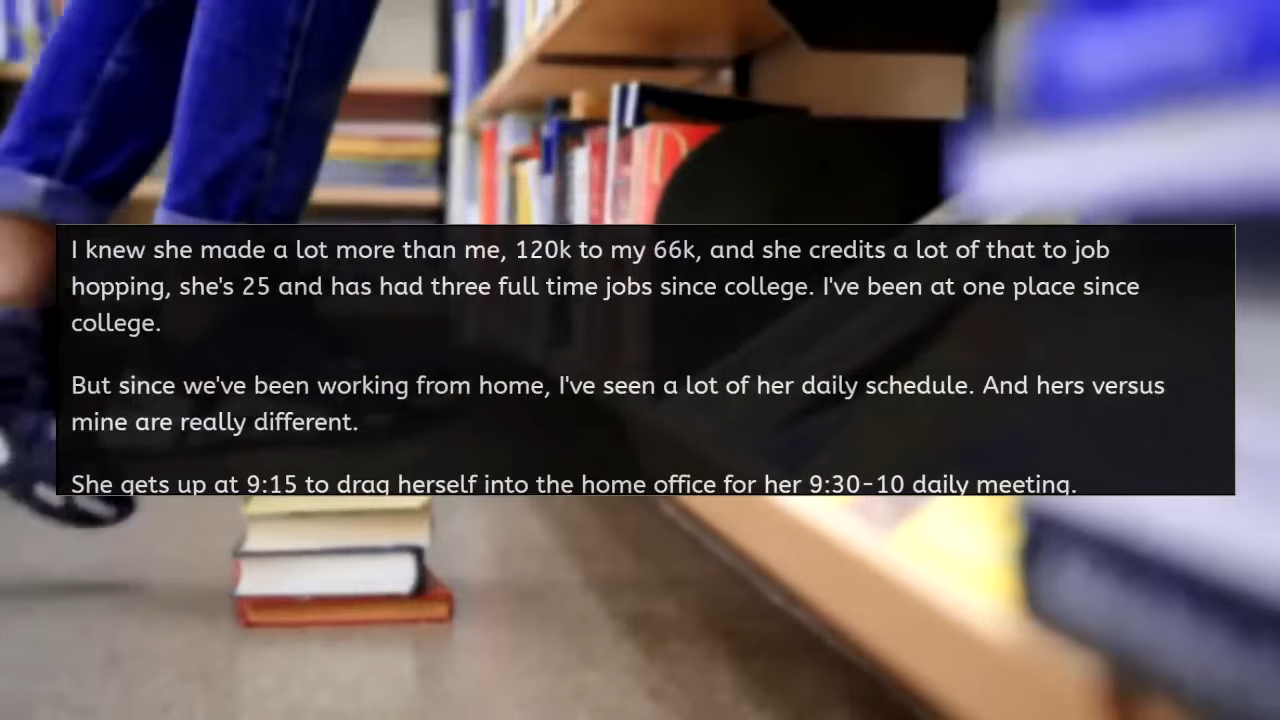 I knew she made a lot more than me, 120k to my 66k, and she credits a lot of that to job
hopping, she's 25 and has had three full time jobs since college. I've been at one place since
college.
But since we've been working from home, I've seen a lot of her daily schedule. And hers versus
mine are really different.
She gets up at 9:15 to drag herself into the home office for her 9:30-10 daily meeting.